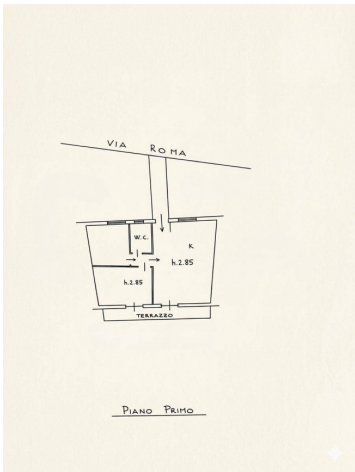 VIA ROMA
W.C.
K
h.2.85
h.2.85
TERRAZZO
PIANO PRIMO